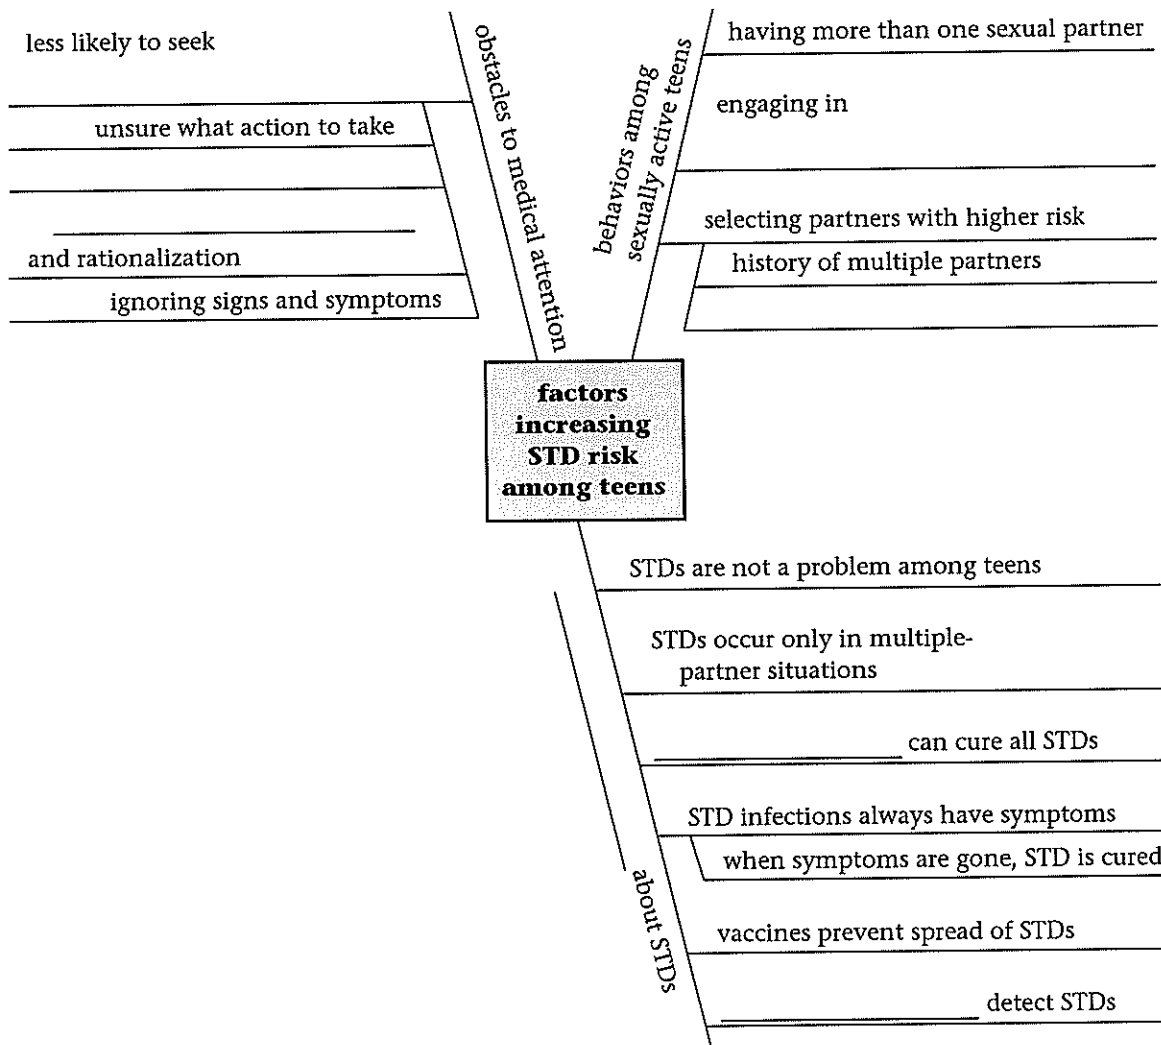 less likely to seek
unsure what action to take
and rationalization
ignoring signs and symptoms
obstacles to medical attention
behaviors among
sexually active teens
having more than one sexual partner
engaging in
selecting partners with higher risk
history of multiple partners
factors
increasing
STD risk
among teens
STDs are not a problem among teens
STDs occur only in multiple-
partner situations
can cure all STDs
STD infections always have symptoms
when symptoms are gone, STD is cured
vaccines prevent spread of STDs
detect STDs
about STDs